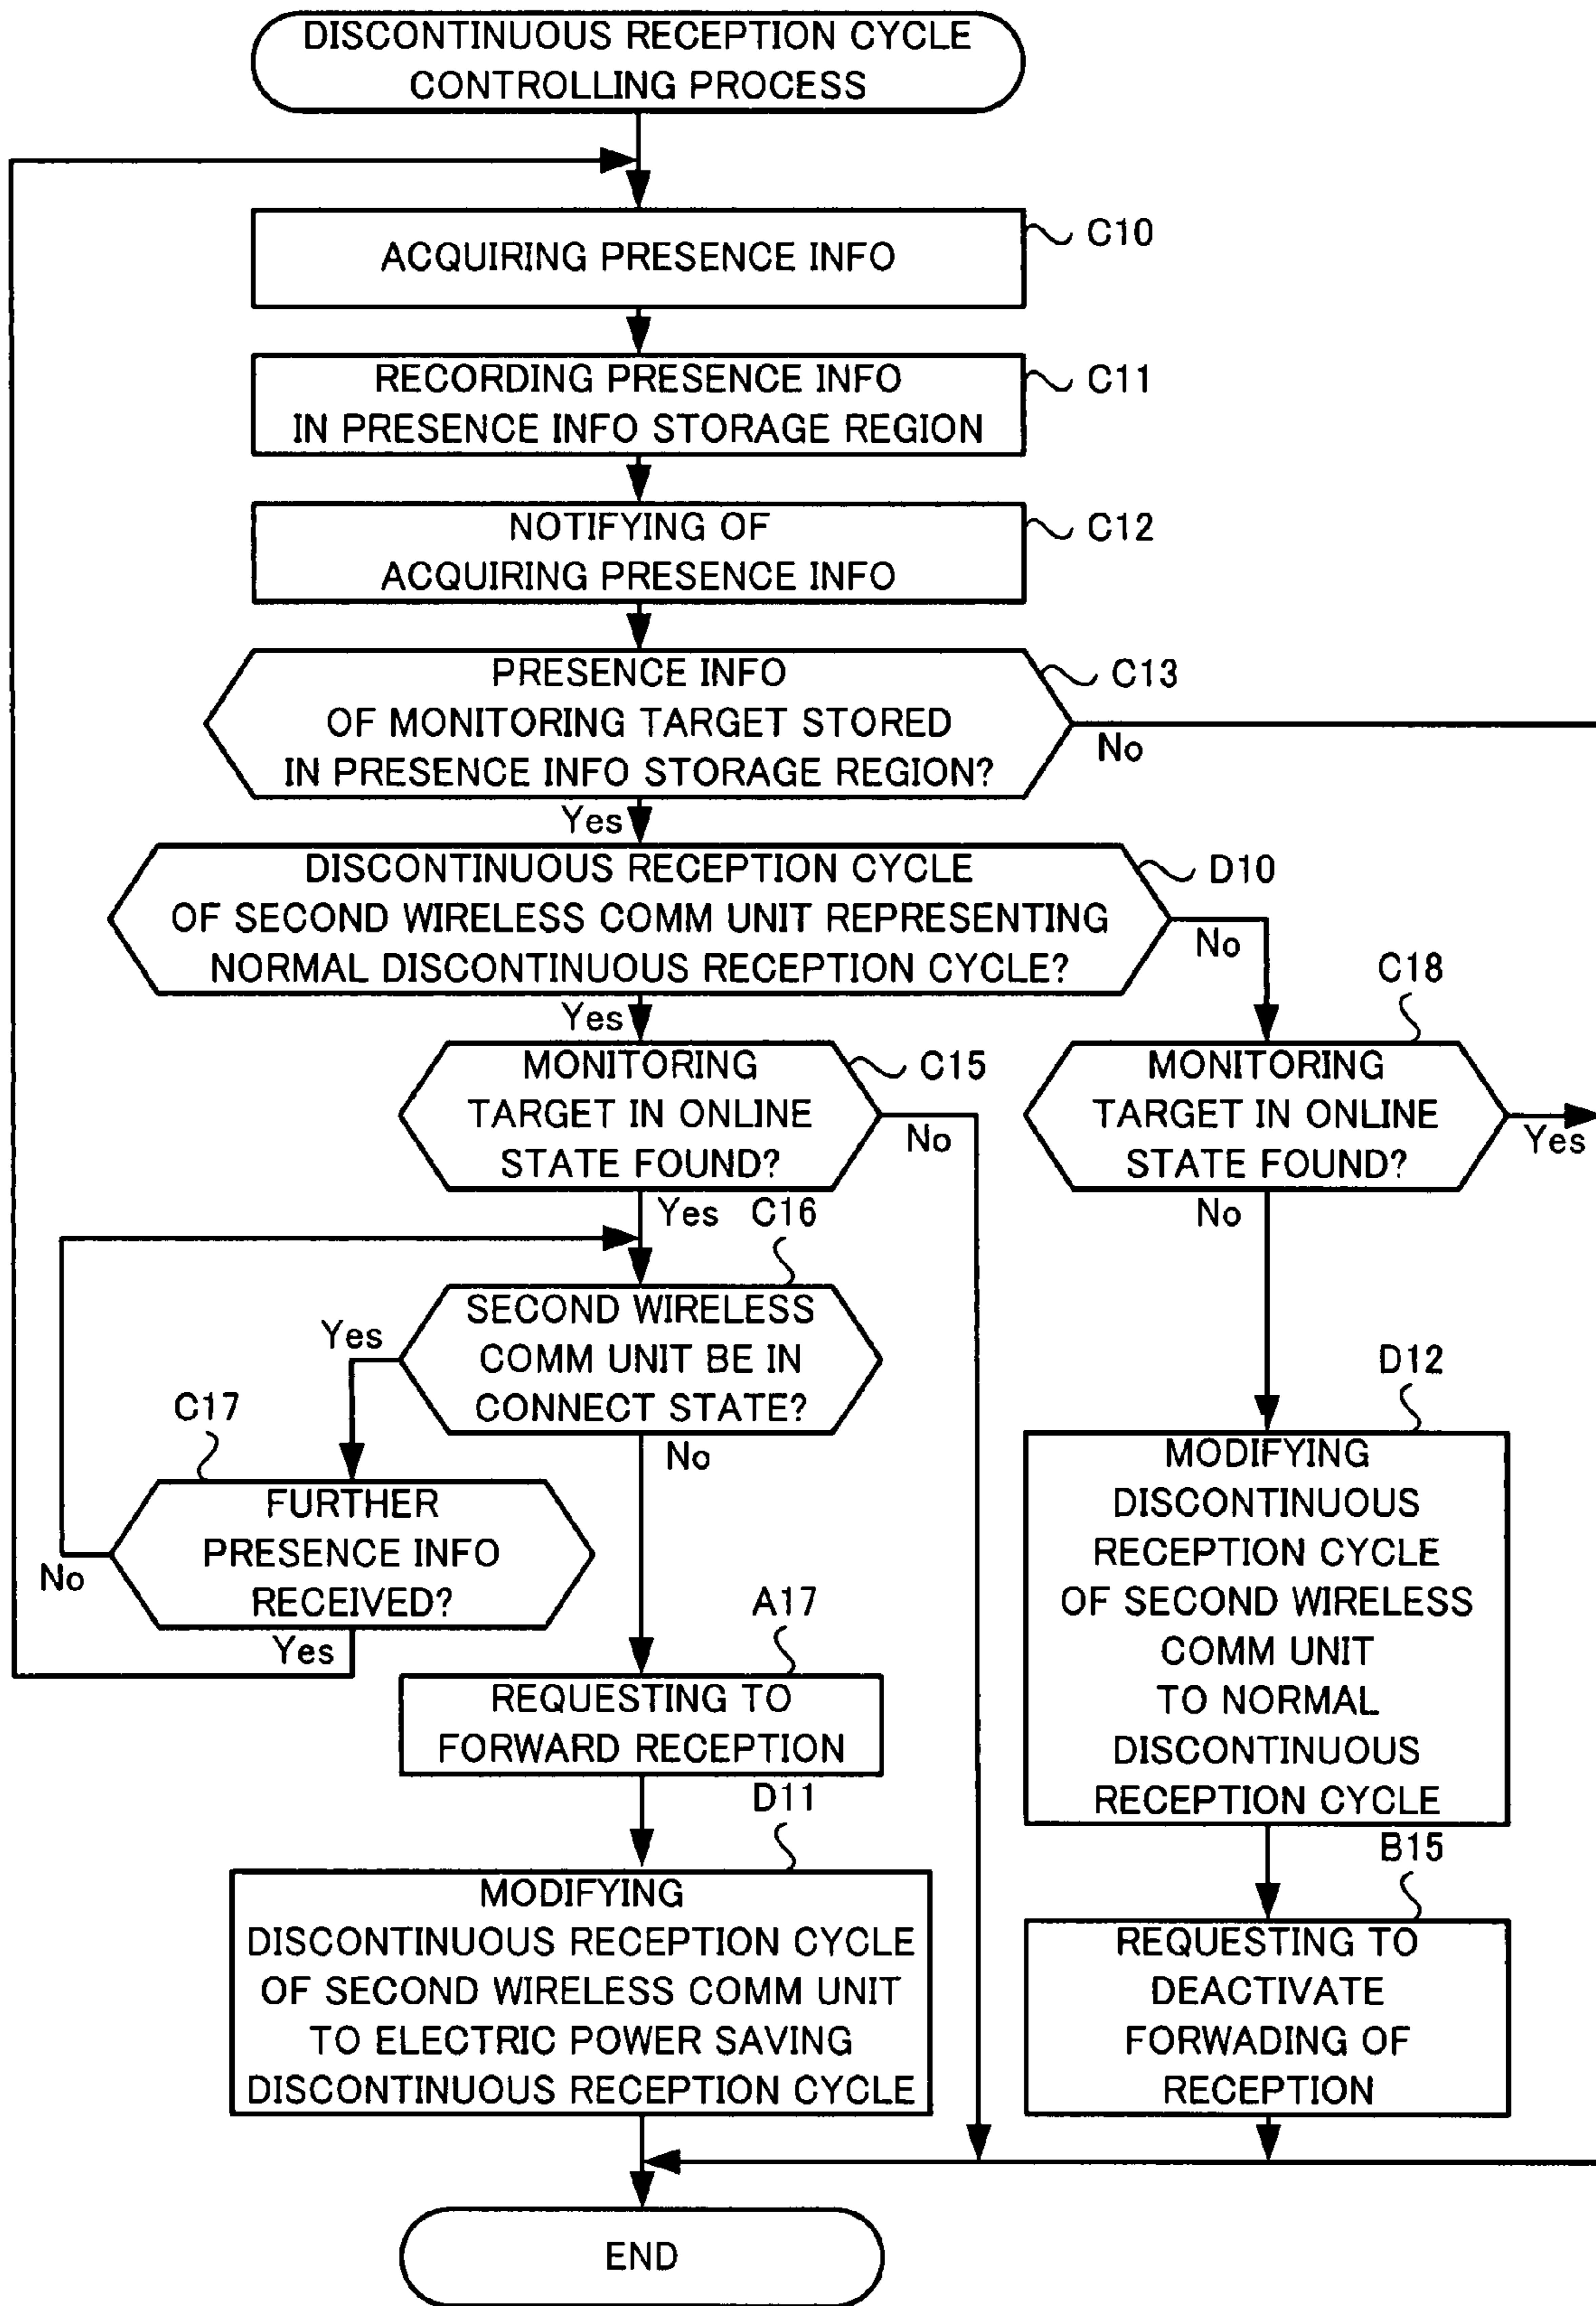 DISCONTINUOUS RECEPTION CYCLE
CONTROLLING PROCESS
ACQUIRING PRESENCE INFO
C10
RECORDING PRESENCE INFO
IN PRESENCE INFO STORAGE REGION
C11
NOTIFYING OF
ACQUIRING PRESENCE INFO
C12
PRESENCE INFO
OF MONITORING TARGET STORED
IN PRESENCE INFO STORAGE REGION?
C13
No
Yes
DISCONTINUOUS RECEPTION CYCLE
OF SECOND WIRELESS COMM UNIT REPRESENTING
NORMAL DISCONTINUOUS RECEPTION CYCLE?
D10
No
Yes
MONITORING
TARGET IN ONLINE
STATE FOUND?
C15
No
Yes
C18
MONITORING
TARGET IN ONLINE
STATE FOUND?
Yes
No
C16
SECOND WIRELESS
COMM UNIT BE IN
CONNECT STATE?
Yes
No
C17
FURTHER
PRESENCE INFO
RECEIVED?
No
Yes
A17
REQUESTING TO
FORWARD RECEPTION
D11
MODIFYING
DISCONTINUOUS RECEPTION CYCLE
OF SECOND WIRELESS COMM UNIT
TO ELECTRIC POWER SAVING
DISCONTINUOUS RECEPTION CYCLE
D12
MODIFYING
DISCONTINUOUS
RECEPTION CYCLE
OF SECOND WIRELESS
COMM UNIT
TO NORMAL
DISCONTINUOUS
RECEPTION CYCLE
B15
REQUESTING TO
DEACTIVATE
FORWADING OF
RECEPTION
END